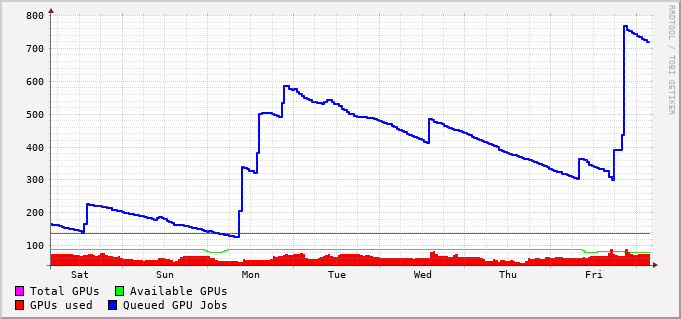 800
700
600
500
400
300
200
100
Sat Sun Mon Tue Wed Thu Fri
Total GPUs Available GPUs
GPUs used Queued GPU Jobs
RRDTOOL / TOBI OETIKER